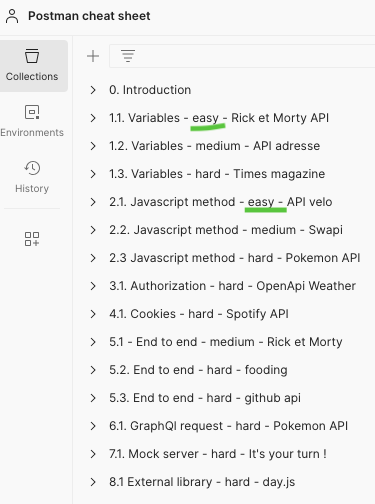 Postman cheat sheet
Collections
Environments
History
0. Introduction
1.1. Variables - easy - Rick et Morty API
1.2. Variables - medium - API adresse
1.3. Variables - hard - Times magazine
2.1. Javascript method - easy - API velo
2.2. Javascript method - medium - Swapi
2.3 Javascript method - hard - Pokemon API
3.1. Authorization - hard - OpenApi Weather
4.1. Cookies - hard - Spotify API
5.1 - End to end - medium - Rick et Morty
5.2. End to end - hard - fooding
5.3. End to end - hard - github api
6.1. GraphQl request - hard - Pokemon API
7.1. Mock server - hard - It's your turn !
8.1 External library - hard - day.js